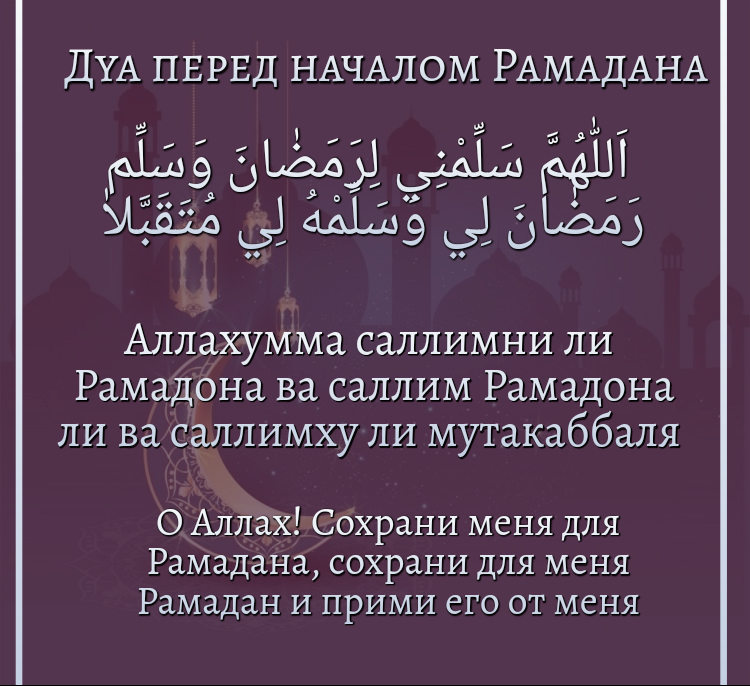 Дуа перед началом Рамадана
اَللّٰهُمَّ سَلِّمْنِي لِرَمَضٰانَ وَسَلِّم
رَمَضٰانَ لِي وَسَلِّمْهُ لِي مُتَقَبَّلاٰ
Аллахумма саллимни ли
Рамадона ва саллим Рамадона
ли ва саллимху ли мутакаббаля
О Аллах! Сохрани меня для
Рамадана, сохрани для меня
Рамадан и прими его от меня